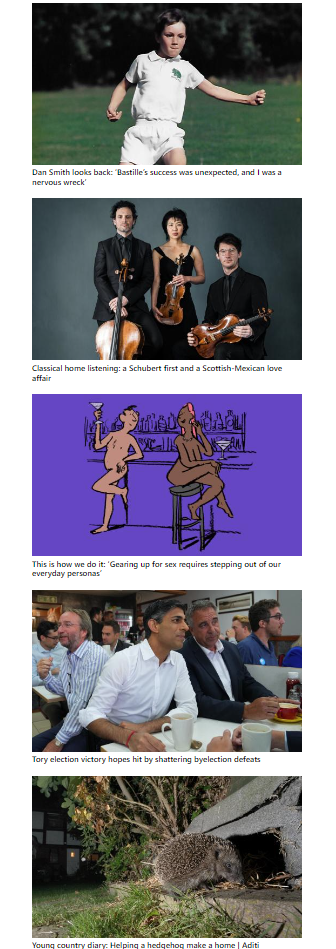 Dan Smith looks back: ‘Bastille’s success was unexpected, and I was a
nervous wreck’
Classical home listening: a Schubert first and a Scottish-Mexican love
affair
This is how we do it: ‘Gearing up for sex requires stepping out of our
everyday personas’
Tory election victory hopes hit by shattering byelection defeats
Young country diary: Helping a hedgehog make a home | Aditi